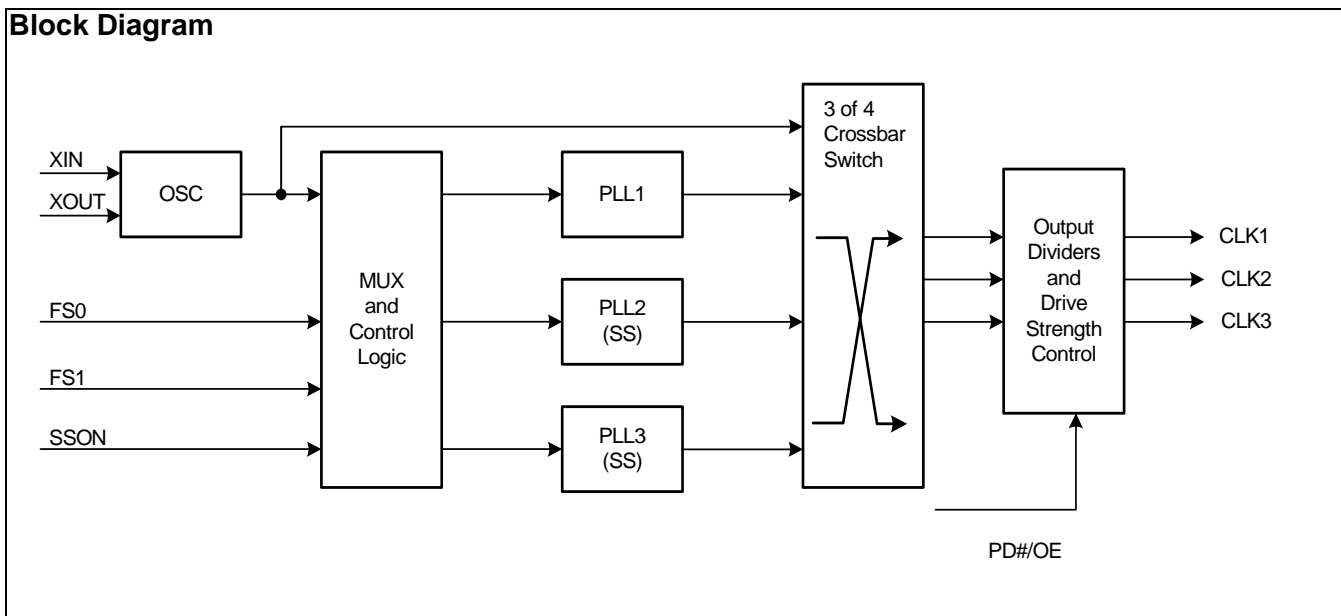 Block Diagram
3 of 4
Crossbar
Switch
XIN
XOUT
OSC
PLL1
MUX
and
Control
Logic
FS0
PLL2
(SS)
FS1
SSON
PLL3
(SS)
Output
Dividers
and
Drive
Strength
Control
CLK1
CLK2
CLK3
PD#/OE